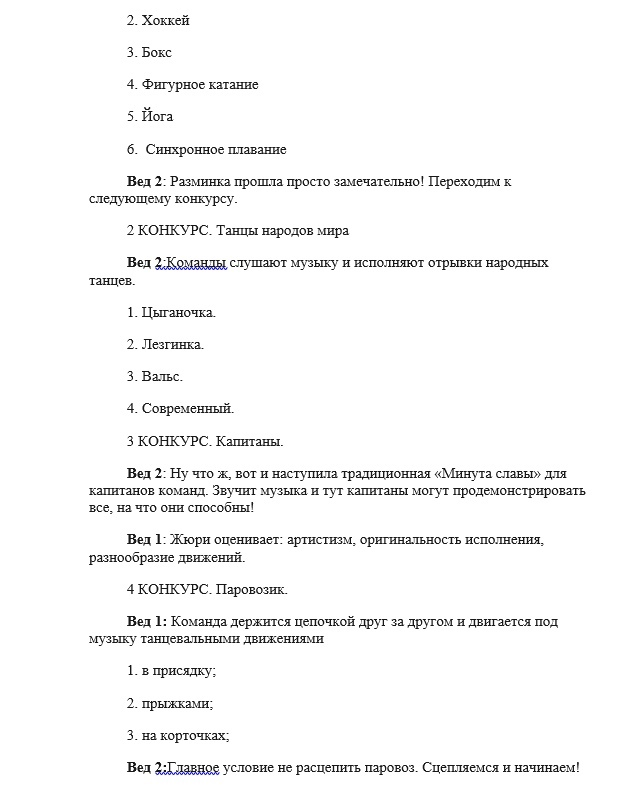 2. Хоккей
3. Бокс
4. Фигурное катание
5. Йога
6.  Синхронное плавание
Вед 2: Разминка прошла просто замечательно! Переходим к
следующему конкурсу.
2 КОНКУРС. Танцы народов мира
Вед 2:Команды слушают музыку и исполняют отрывки народных
танцев.
1. Цыганочка.
2. Лезгинка.
3. Вальс.
4. Современный.
3 КОНКУРС. Капитаны.
Вед 2: Ну что ж, вот и наступила традиционная «Минута славы» для
капитанов команд. Звучит музыка и тут капитаны могут продемонстрировать
все, на что они способны!
Вед 1: Жюри оценивает: артистизм, оригинальность исполнения,
разнообразие движений.
4 КОНКУРС. Паровозик.
Вед 1: Команда держится цепочкой друг за другом и двигается под
музыку танцевальными движениями
1. в присядку;
2. прыжками;
3. на корточках;
Вед 2:Главное условие не расцепить паровоз. Сцепляемся и начинаем!